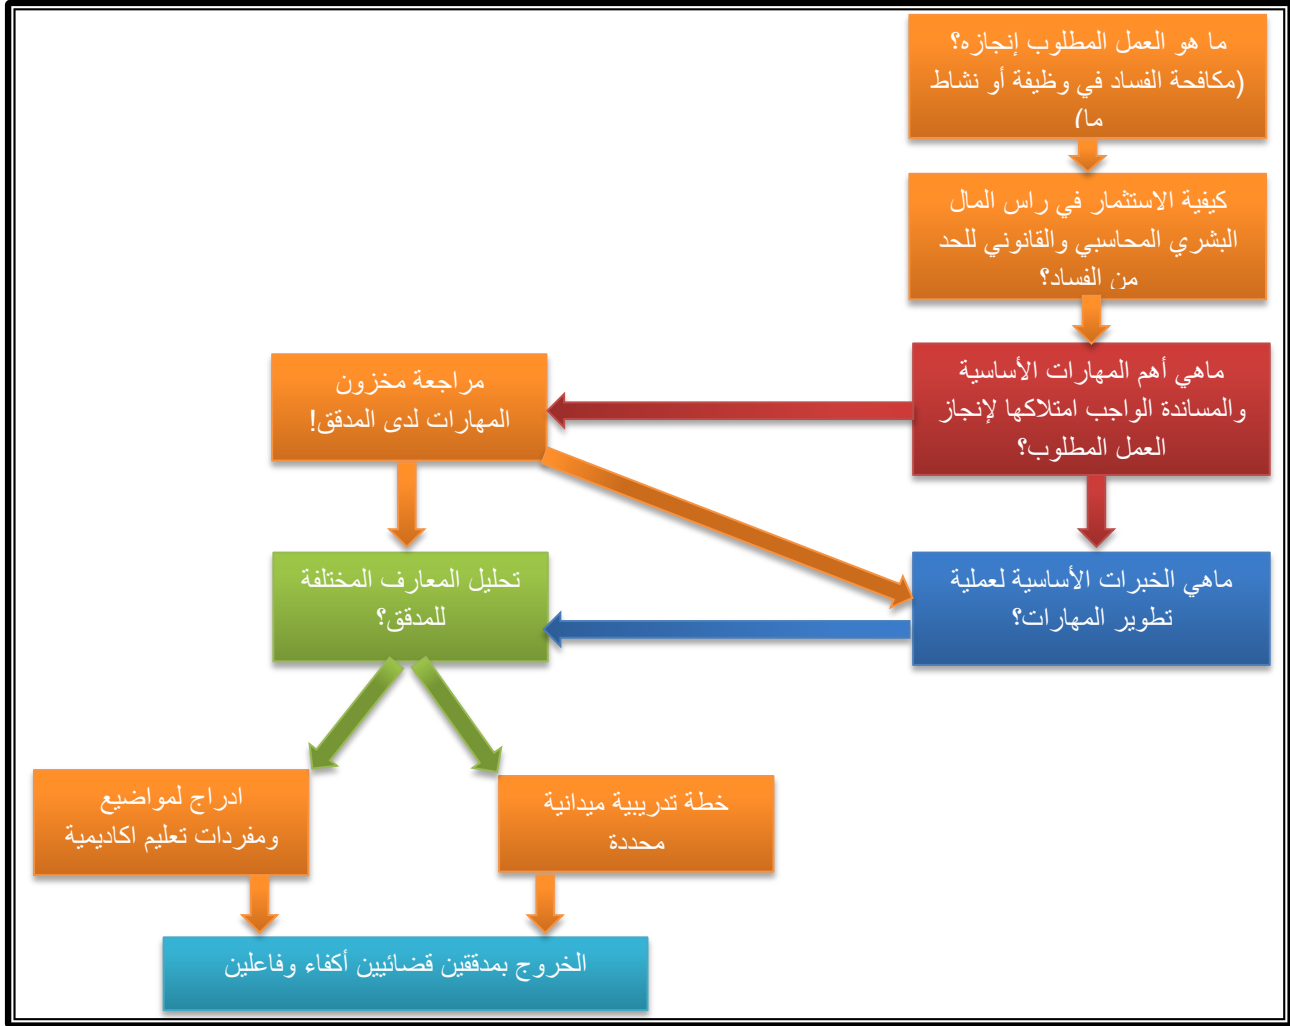 ما هو العمل المطلوب إنجازه؟
(مكافحة الفساد في وظيفة أو نشاط
ما)
كيفية الاستثمار في راس المال
البشري المحاسبي والقانوني للحد
من الفساد؟
ماهي أهم المهارات الأساسية
والمساندة الواجب امتلاكها لإنجاز
العمل المطلوب؟
مراجعة مخزون
المهارات لدى المدقق!
ماهي الخبرات الأساسية لعملية
تطوير المهارات؟
تحليل المعارف المختلفة
للمدقق؟
خطة تدريبية ميدانية
محددة
ادراج لمواضيع
ومفردات تعليم اكاديمية
الخروج بمدققين قضائيين أكفاء وفاعلين